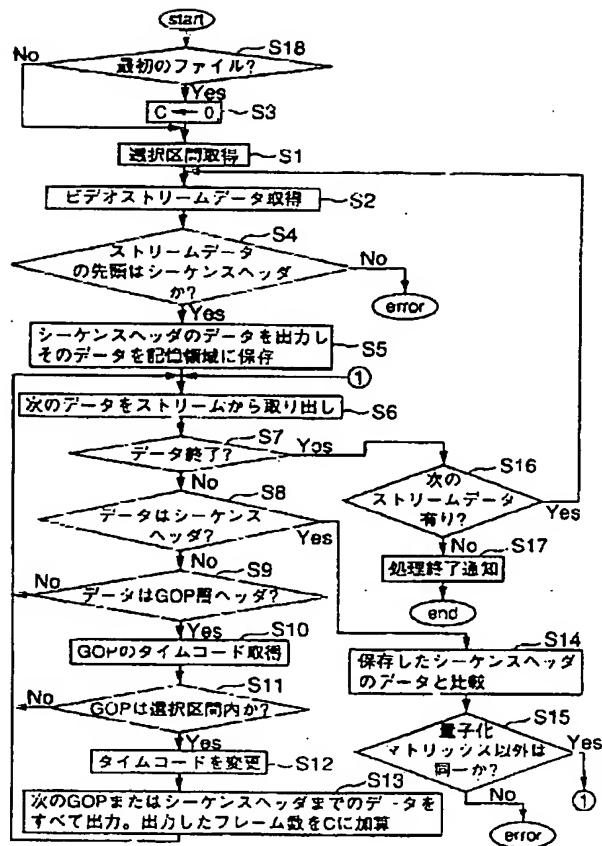 start
S18
No
最初のファイル?
Yes
C ← 0
S3
選択区間取得
S1
ビデオストリームデータ取得
S2
S4
ストリームデータ
の先頭はシーケンスヘッダ
か?
No
error
Yes
シーケンスヘッダのデータを出力し
そのデータを記憶領域に保存
S5
①
次のデータをストリームから取り出し
S6
S7
データ終了?
Yes
No
S16
次の
ストリームデータ
有り?
Yes
No
S17
処理終了通知
end
S8
データはシーケンス
ヘッダ?
Yes
No
S9
データはGOP層ヘッダ?
No
Yes
S10
GOPのタイムコード取得
S11
GOPは選択区間内か?
No
Yes
タイムコードを変更
S12
S13
次のGOPまたはシーケンスヘッダまでのデータを
すべて出力。出力したフレーム数をCに加算
S14
保存したシーケンスヘッダ
のデータと比較
S15
量子化
マトリッシス以外は
同一か?
Yes
①
No
error